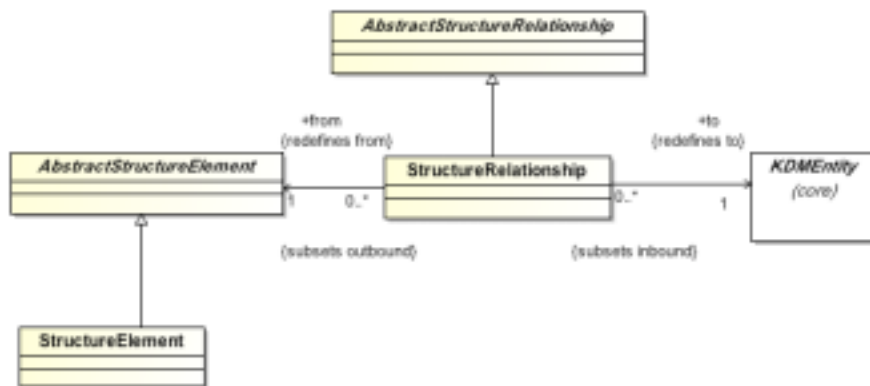 AbstractStructureRelationship
+from
{redefines from}
+to
{redefines to}
AbstractStructureElement
StructureRelationship
KDMEntity
(core)
1
0..*
0..*
1
{subsets outbound}
{subsets inbound}
StructureElement